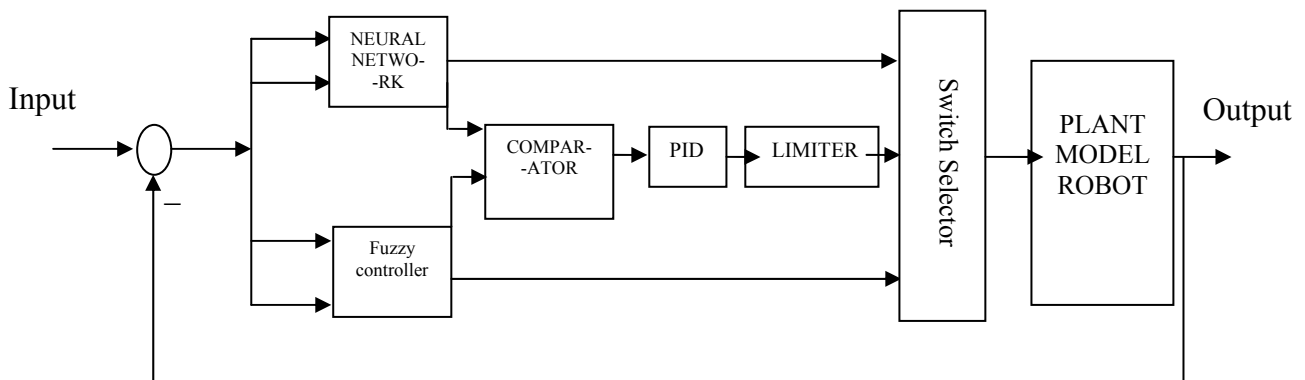 Input
NEURAL
NETWO-
-RK
COMPAR-
-ATOR
PID
LIMITER
Fuzzy
controller
Switch Selector
PLANT
MODEL
ROBOT
Output
–